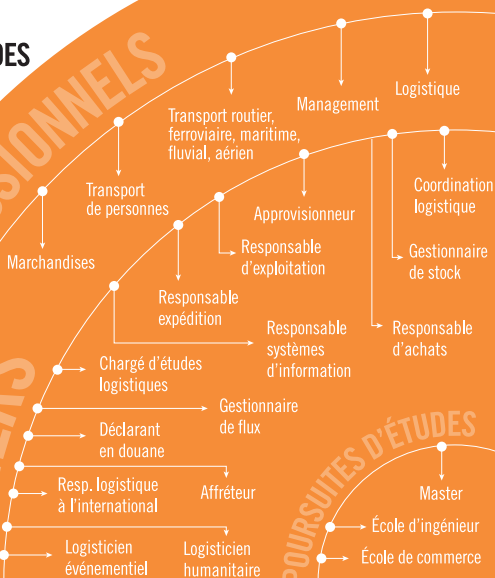 DES
SIONNELS
Logistique
Management
Transport routier,
ferroviaire, maritime,
fluvial, aérien
Transport
de personnes
Marchandises
ERS
Coordination
logistique
Gestionnaire
de stock
Responsable
d'achats
Approvisionneur
Responsable
d'exploitation
Responsable
expédition
Responsable
systèmes
d'information
Chargé d'études
logistiques
Gestionnaire
de flux
Déclarant
en douane
Affréteur
Resp. logistique
à l'international
Logisticien
humanitaire
Logisticien
événementiel
POURSUITES D'ÉTUDES
Master
École d'ingénieur
École de commerce